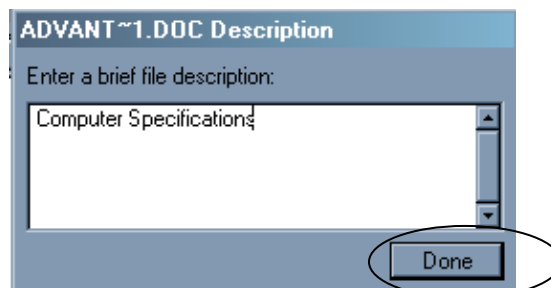 ADVANT~1.DOC Description
Enter a brief file description:
Computer Specifications
Done